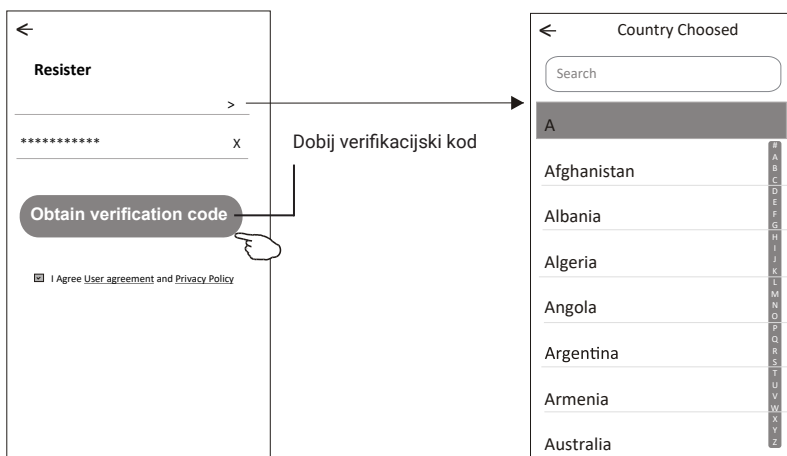 Resister
>
***********
X
Obtain verification code
I Agree User agreement and Privacy Policy
Dobij verifikacijski kod
Country Choosed
Search
A
Afghanistan
Albania
Algeria
Angola
Argentina
Armenia
Australia
#
A
B
C
D
E
F
G
H
I
J
K
L
M
N
O
P
Q
R
S
T
U
V
W
X
Y
Z